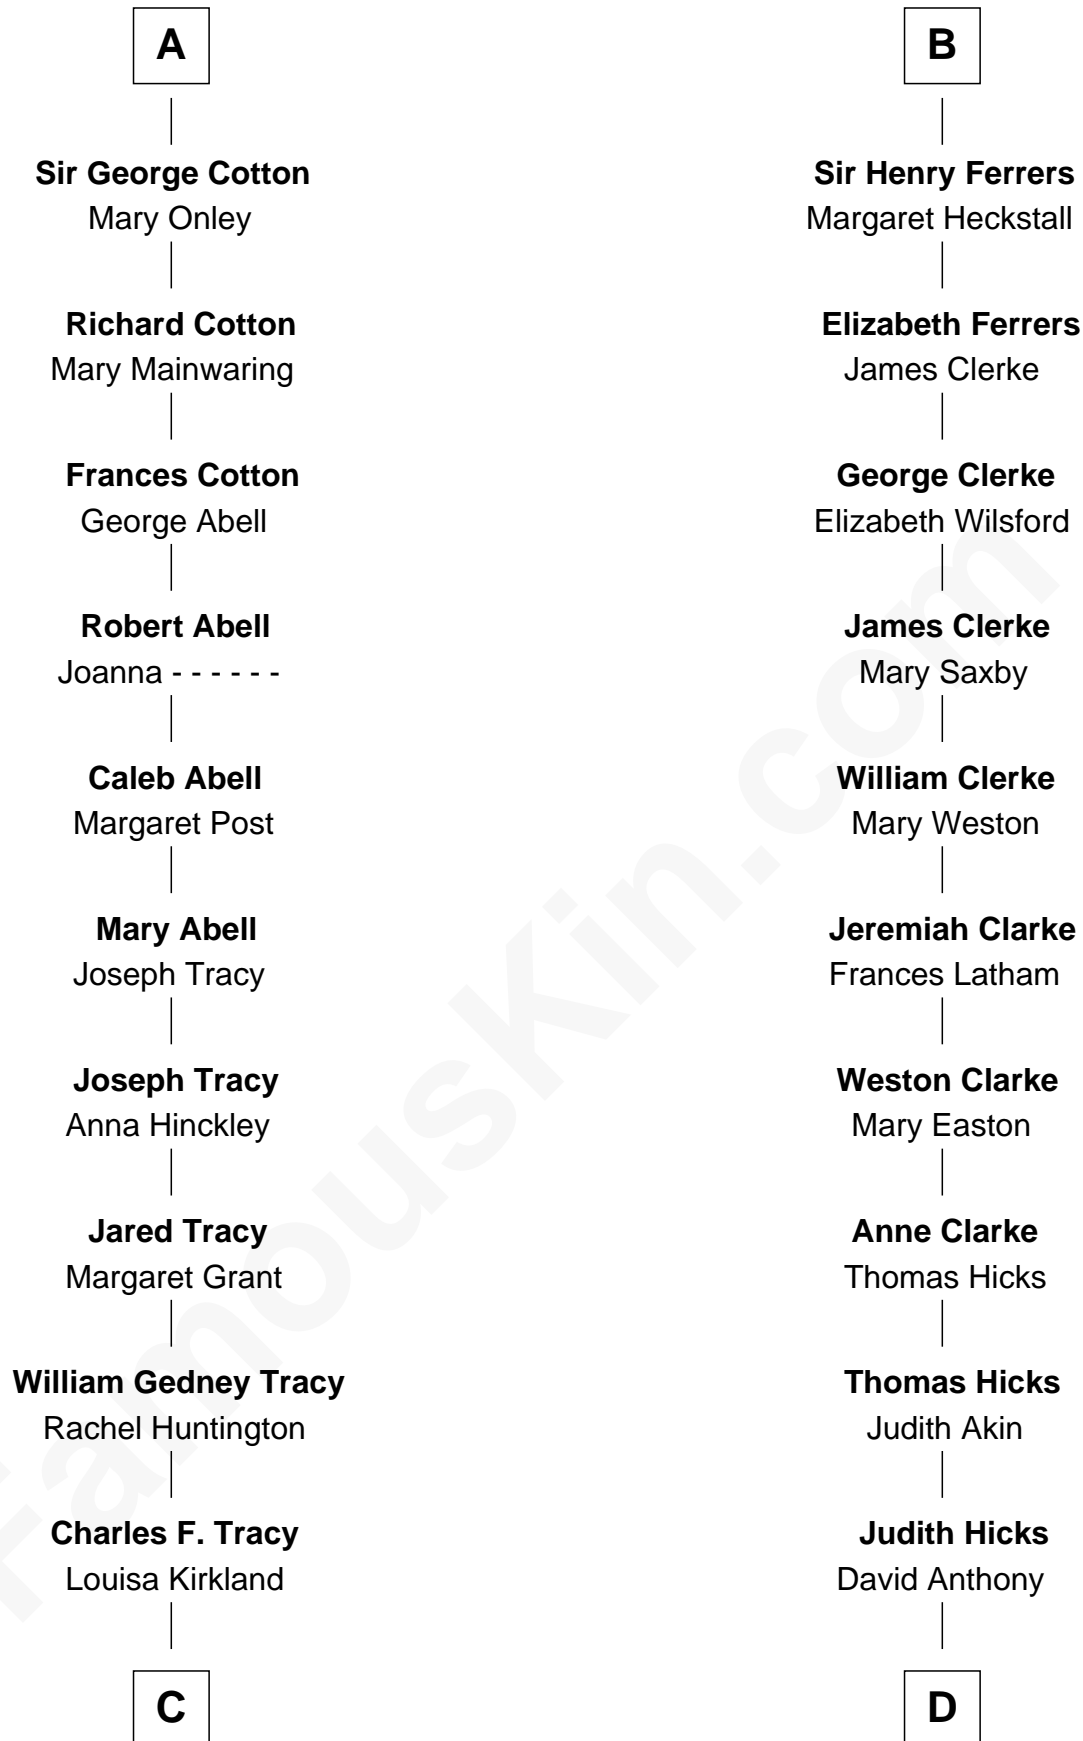 A
Sir George Cotton
Mary Onley
Richard Cotton
Mary Mainwaring
Frances Cotton
George Abell
Robert Abell
Joanna - - - - - -
Caleb Abell
Margaret Post
Mary Abell
Joseph Tracy
Joseph Tracy
Anna Hinckley
Jared Tracy
Margaret Grant
William Gedney Tracy
Rachel Huntington
Charles F. Tracy
Louisa Kirkland
C
B
Sir Henry Ferrers
Margaret Heckstall
Elizabeth Ferrers
James Clerke
George Clerke
Elizabeth Wilsford
James Clerke
Mary Saxby
William Clerke
Mary Weston
Jeremiah Clarke
Frances Latham
Weston Clarke
Mary Easton
Anne Clarke
Thomas Hicks
Thomas Hicks
Judith Akin
Judith Hicks
David Anthony
D
FamousKin.com